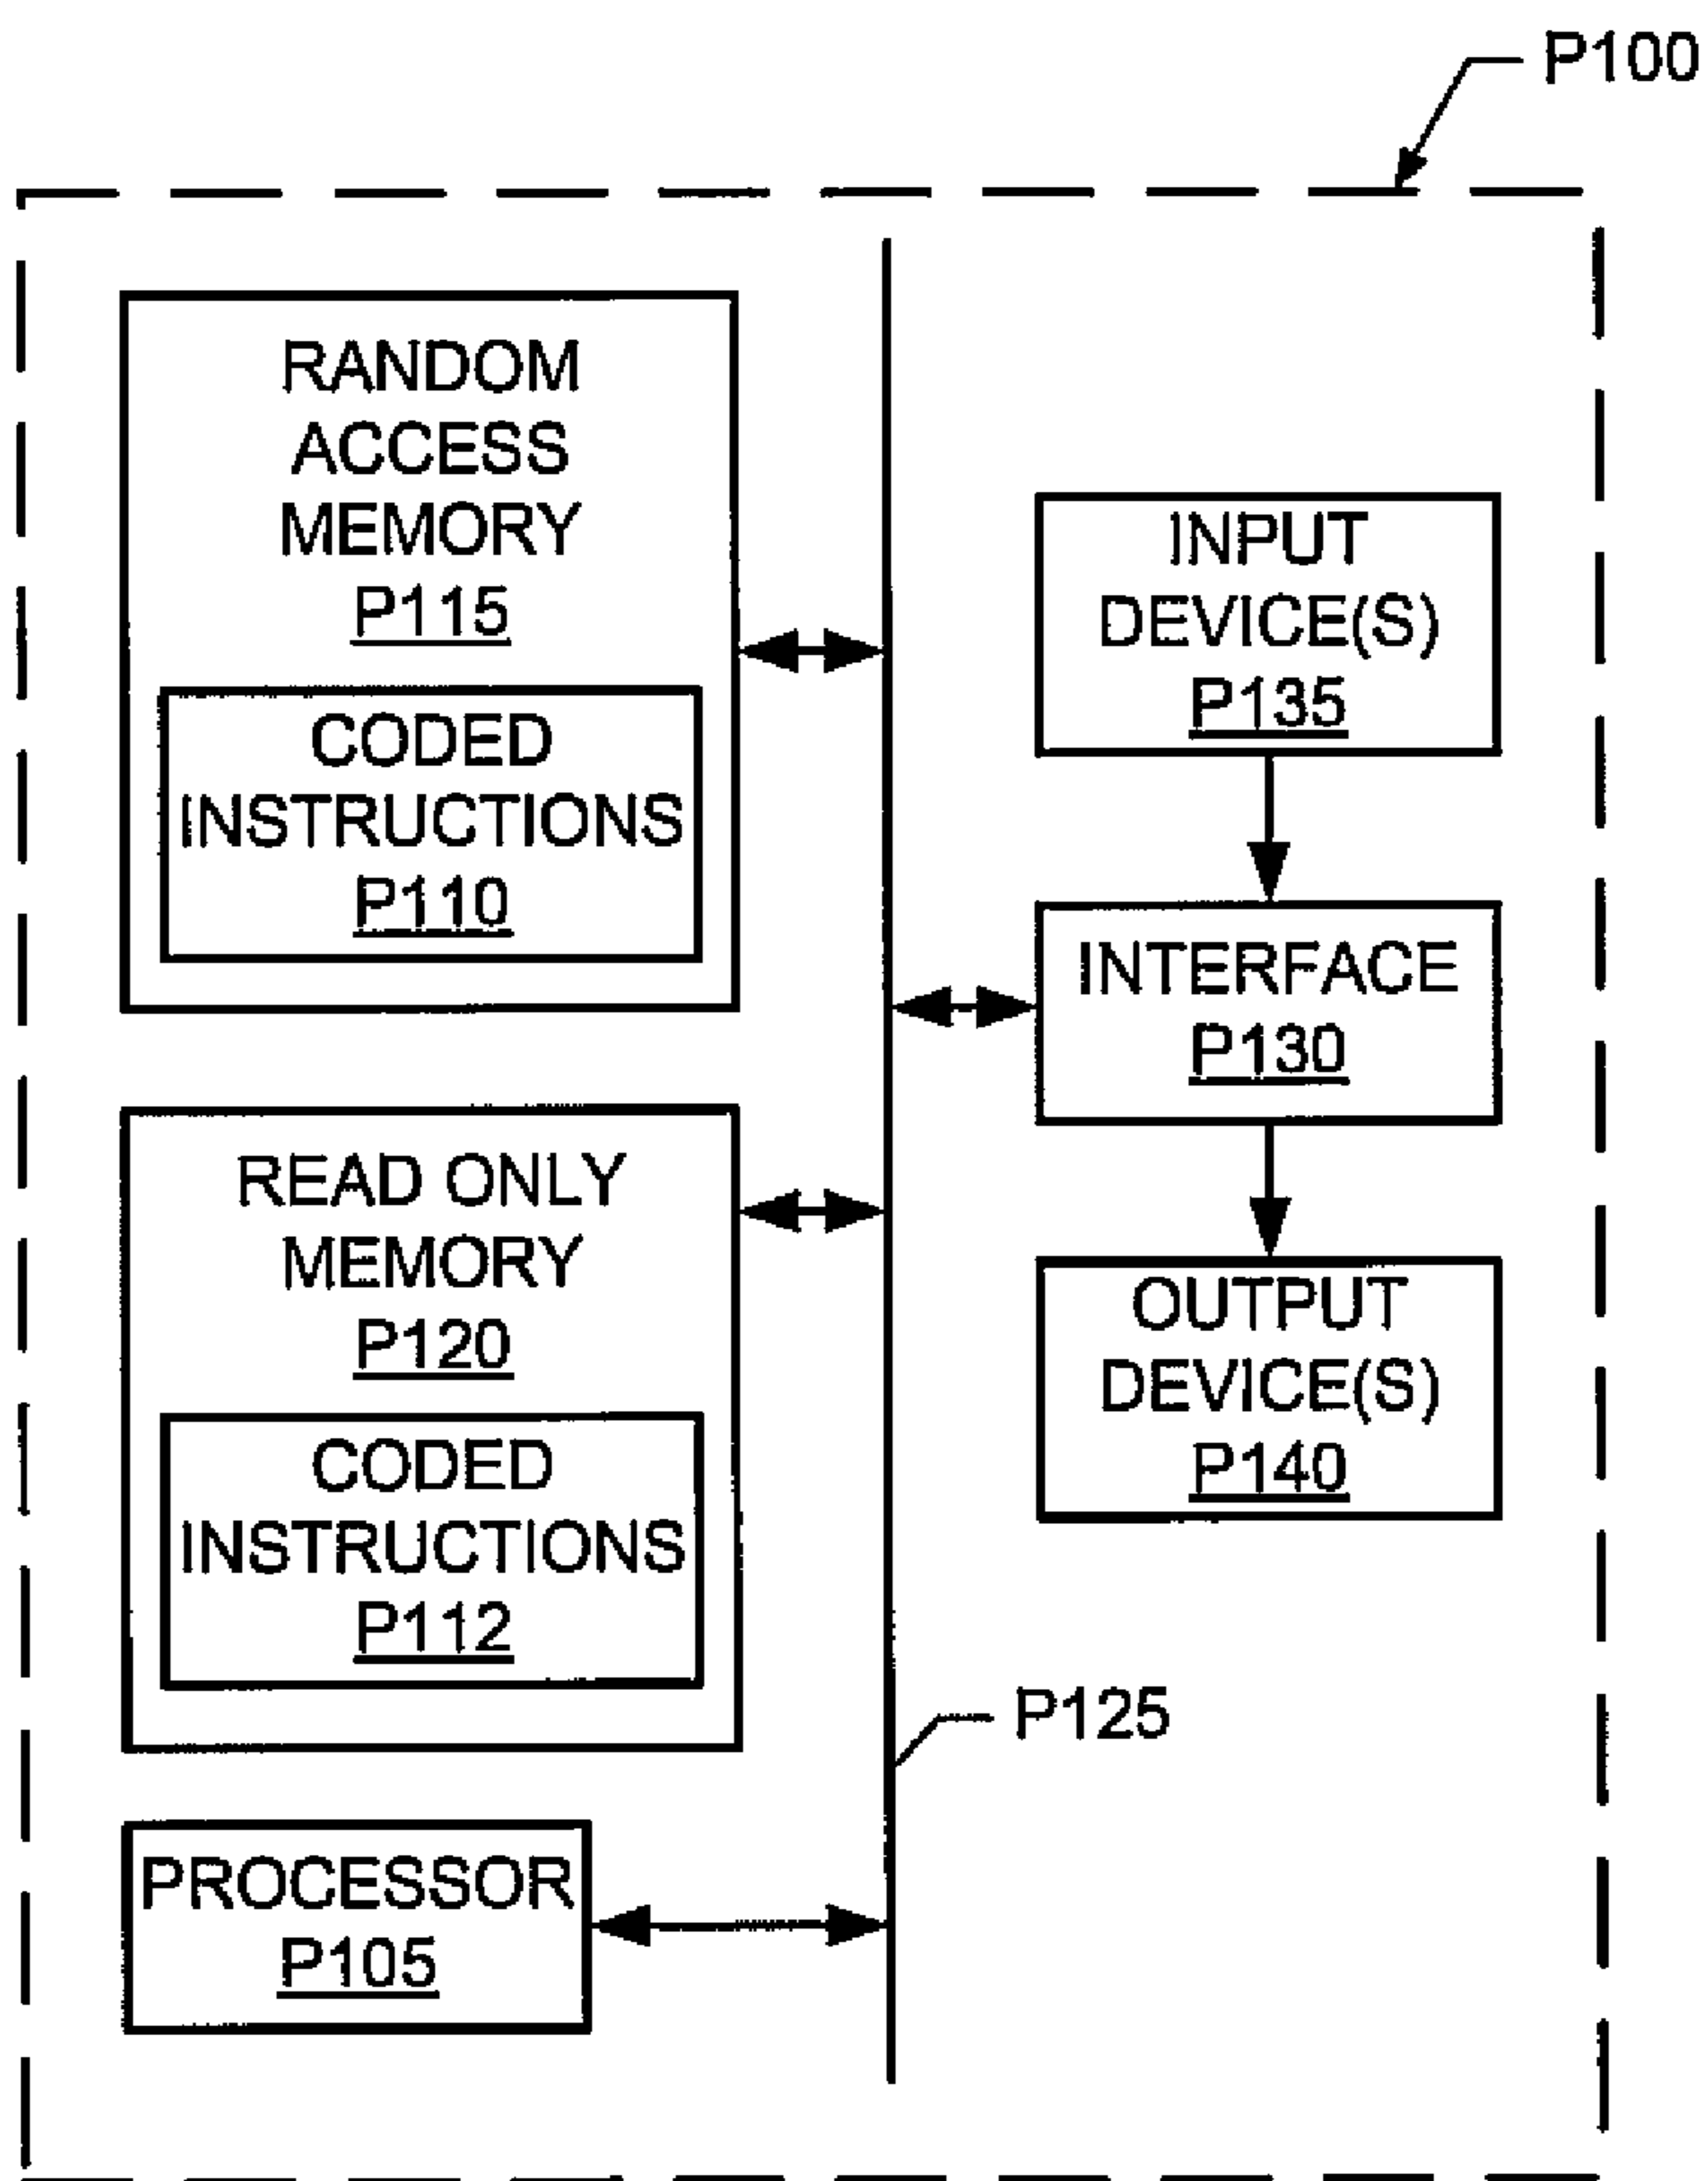 P100
RANDOM
ACCESS
MEMORY
P115
CODED
INSTRUCTIONS
P110
READ ONLY
MEMORY
P120
CODED
INSTRUCTIONS
P112
PROCESSOR
P105
INPUT
DEVICE(S)
P135
INTERFACE
P130
OUTPUT
DEVICE(S)
P140
P125